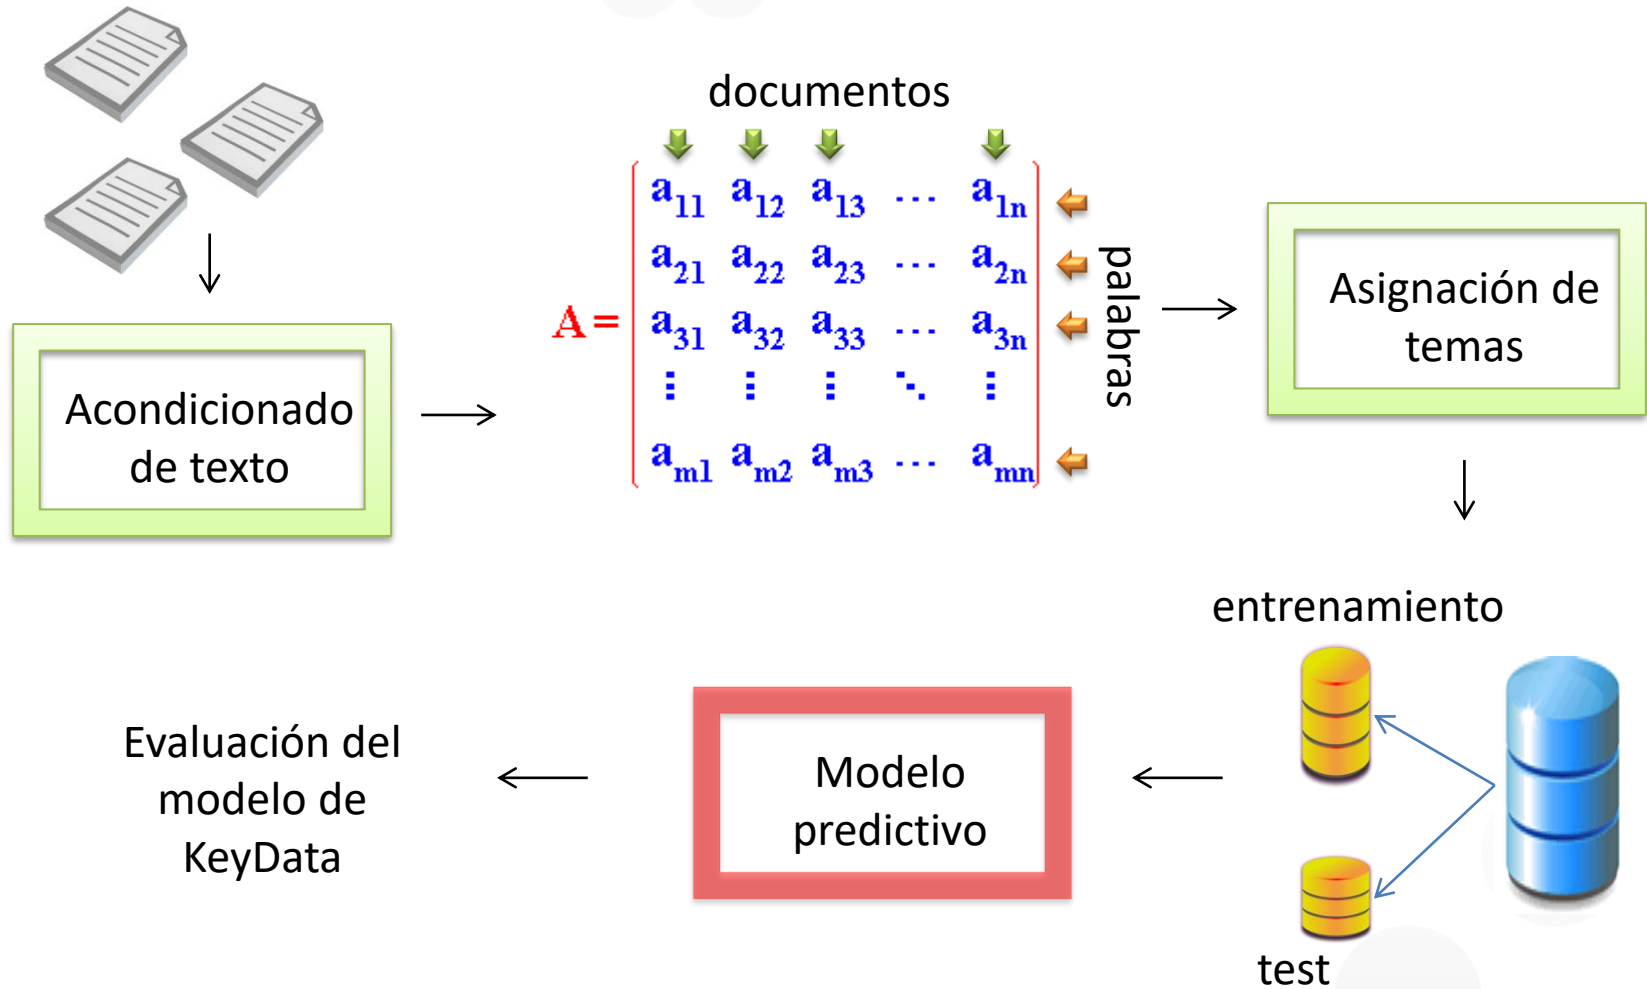 documentos
A = a11 a12 a13 ... a1n
a21 a22 a23 ... a2n
a31 a32 a33 ... a3n
⋮ ⋮ ⋮ ⋱ ⋮
am1 am2 am3 ... amn
palabras
Acondicionado
de texto
Asignación de
temas
entrenamiento
test
Modelo
predictivo
Evaluación del
modelo de
KeyData